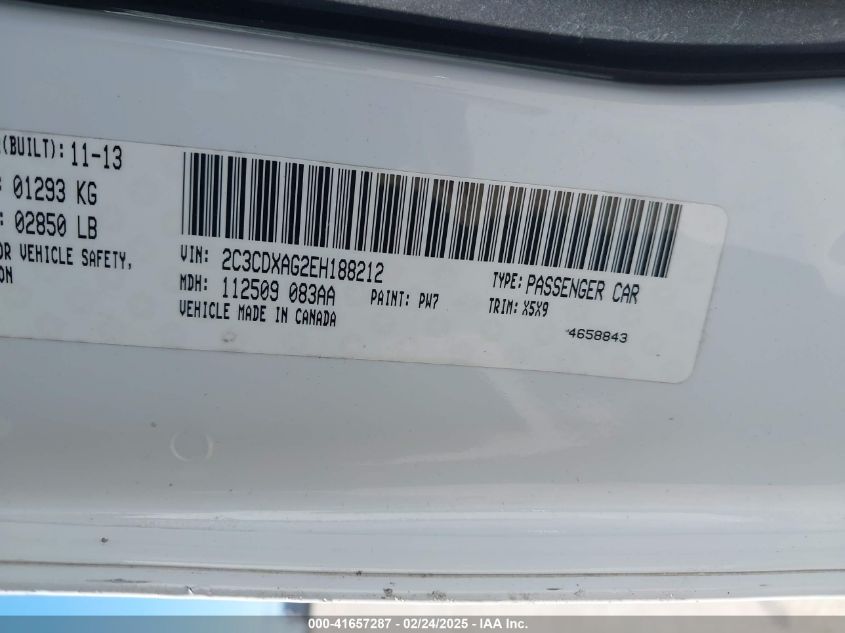 (BUILT): 11-13
: 01293 KG
: 02850 LB
OR VEHICLE SAFETY,
ON
VIN: 2C3CDXAG2EH188212
TYPE: PASSENGER CAR
MDH: 112509 083AA
PAINT: PW7
TRIM: X5X9
VEHICLE MADE IN CANADA
4658843
000-41657287 - 02/24/2025 - IAA Inc.